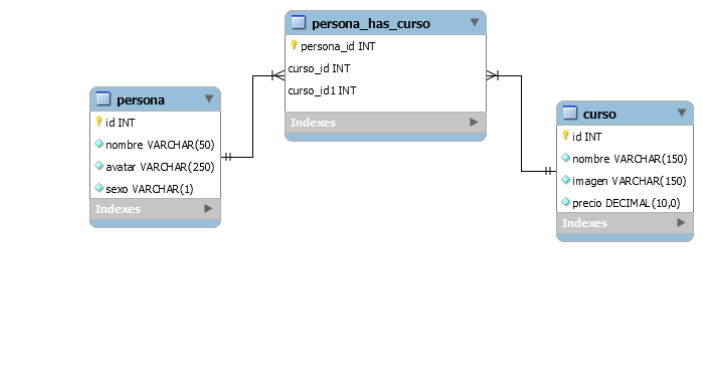 persona_has_curso
persona_id INT
curso_id INT
curso_id1 INT
Indexes
persona
id INT
nombre VARCHAR(50)
avatar VARCHAR(250)
sexo VARCHAR(1)
Indexes
curso
id INT
nombre VARCHAR(150)
imagen VARCHAR(150)
precio DECIMAL(10,0)
Indexes